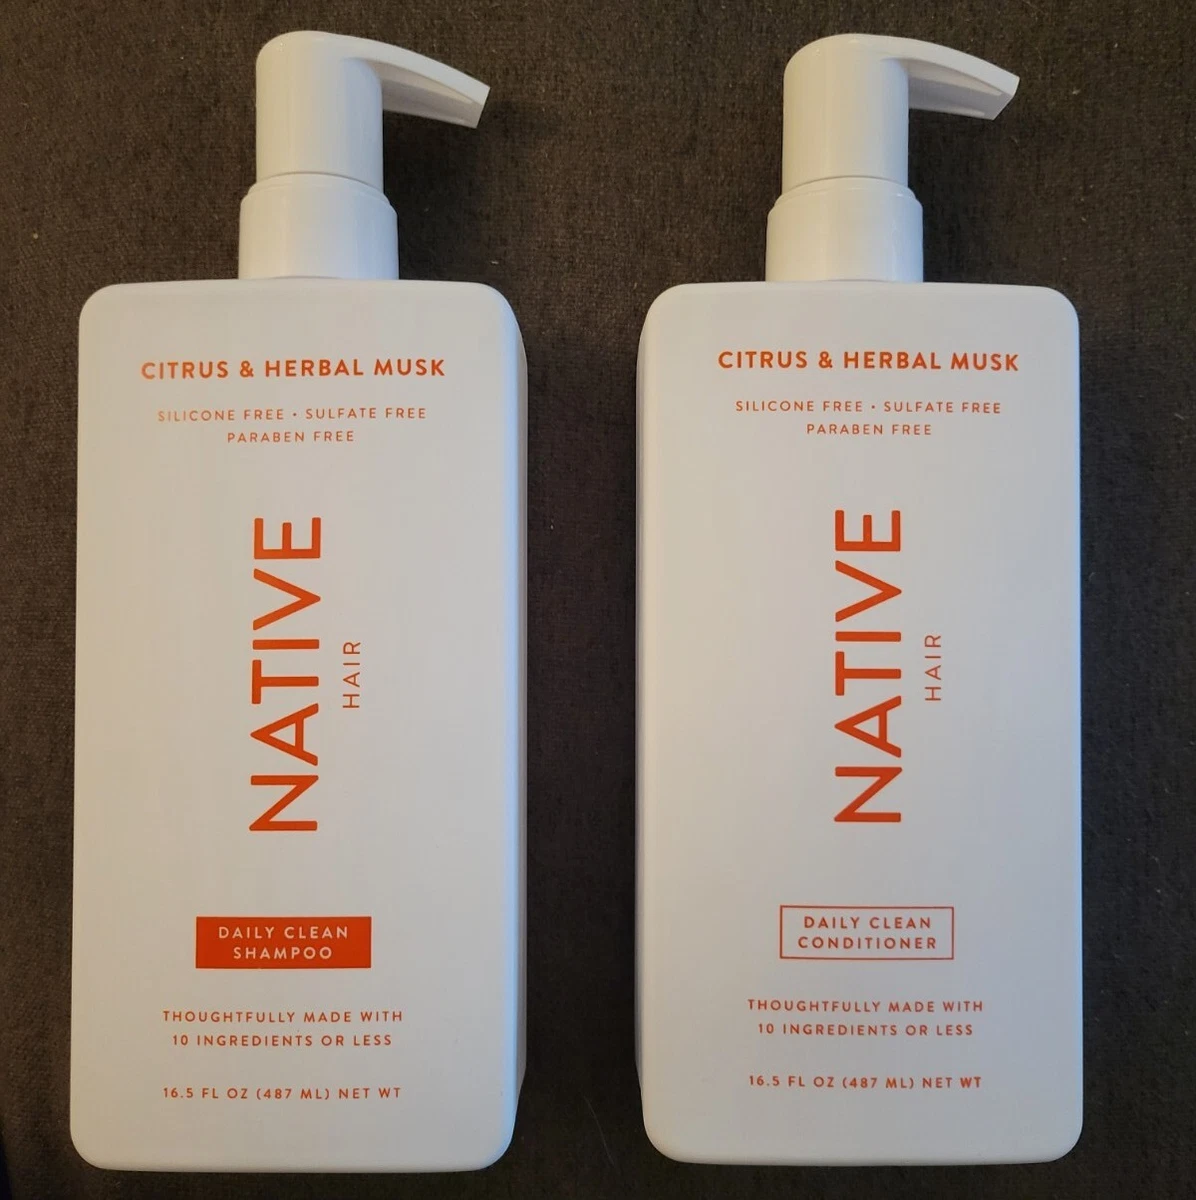 CITRUS & HERBAL MUSK
SILICONE FREE • SULFATE FREE
PARABEN FREE
NATIVE
HAIR
DAILY CLEAN
SHAMPOO
THOUGHTFULLY MADE WITH
10 INGREDIENTS OR LESS
16.5 FL OZ (487 ML) NET WT
CITRUS & HERBAL MUSK
SILICONE FREE • SULFATE FREE
PARABEN FREE
NATIVE
HAIR
DAILY CLEAN
CONDITIONER
THOUGHTFULLY MADE WITH
10 INGREDIENTS OR LESS
16.5 FL OZ (487 ML) NET WT